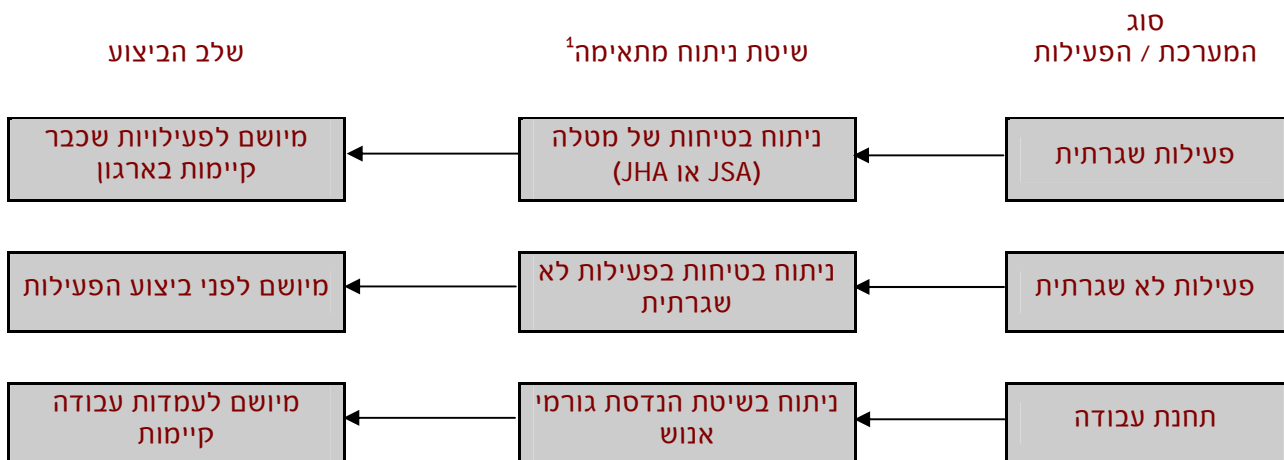 סוג
המערכת / הפעילות
שיטת ניתוח מתאימה¹
שלב הביצוע
פעילות שגרתית
ניתוח בטיחות של מטלה
(JSA או JHA)
מיושם לפעילויות שכבר
קיימות בארגון
פעילות לא שגרתית
ניתוח בטיחות בפעילות לא
שגרתית
מיושם לפני ביצוע הפעילות
תחנת עבודה
ניתוח בשיטת הנדסת גורמי
אנוש
מיושם לעמדות עבודה
קיימות